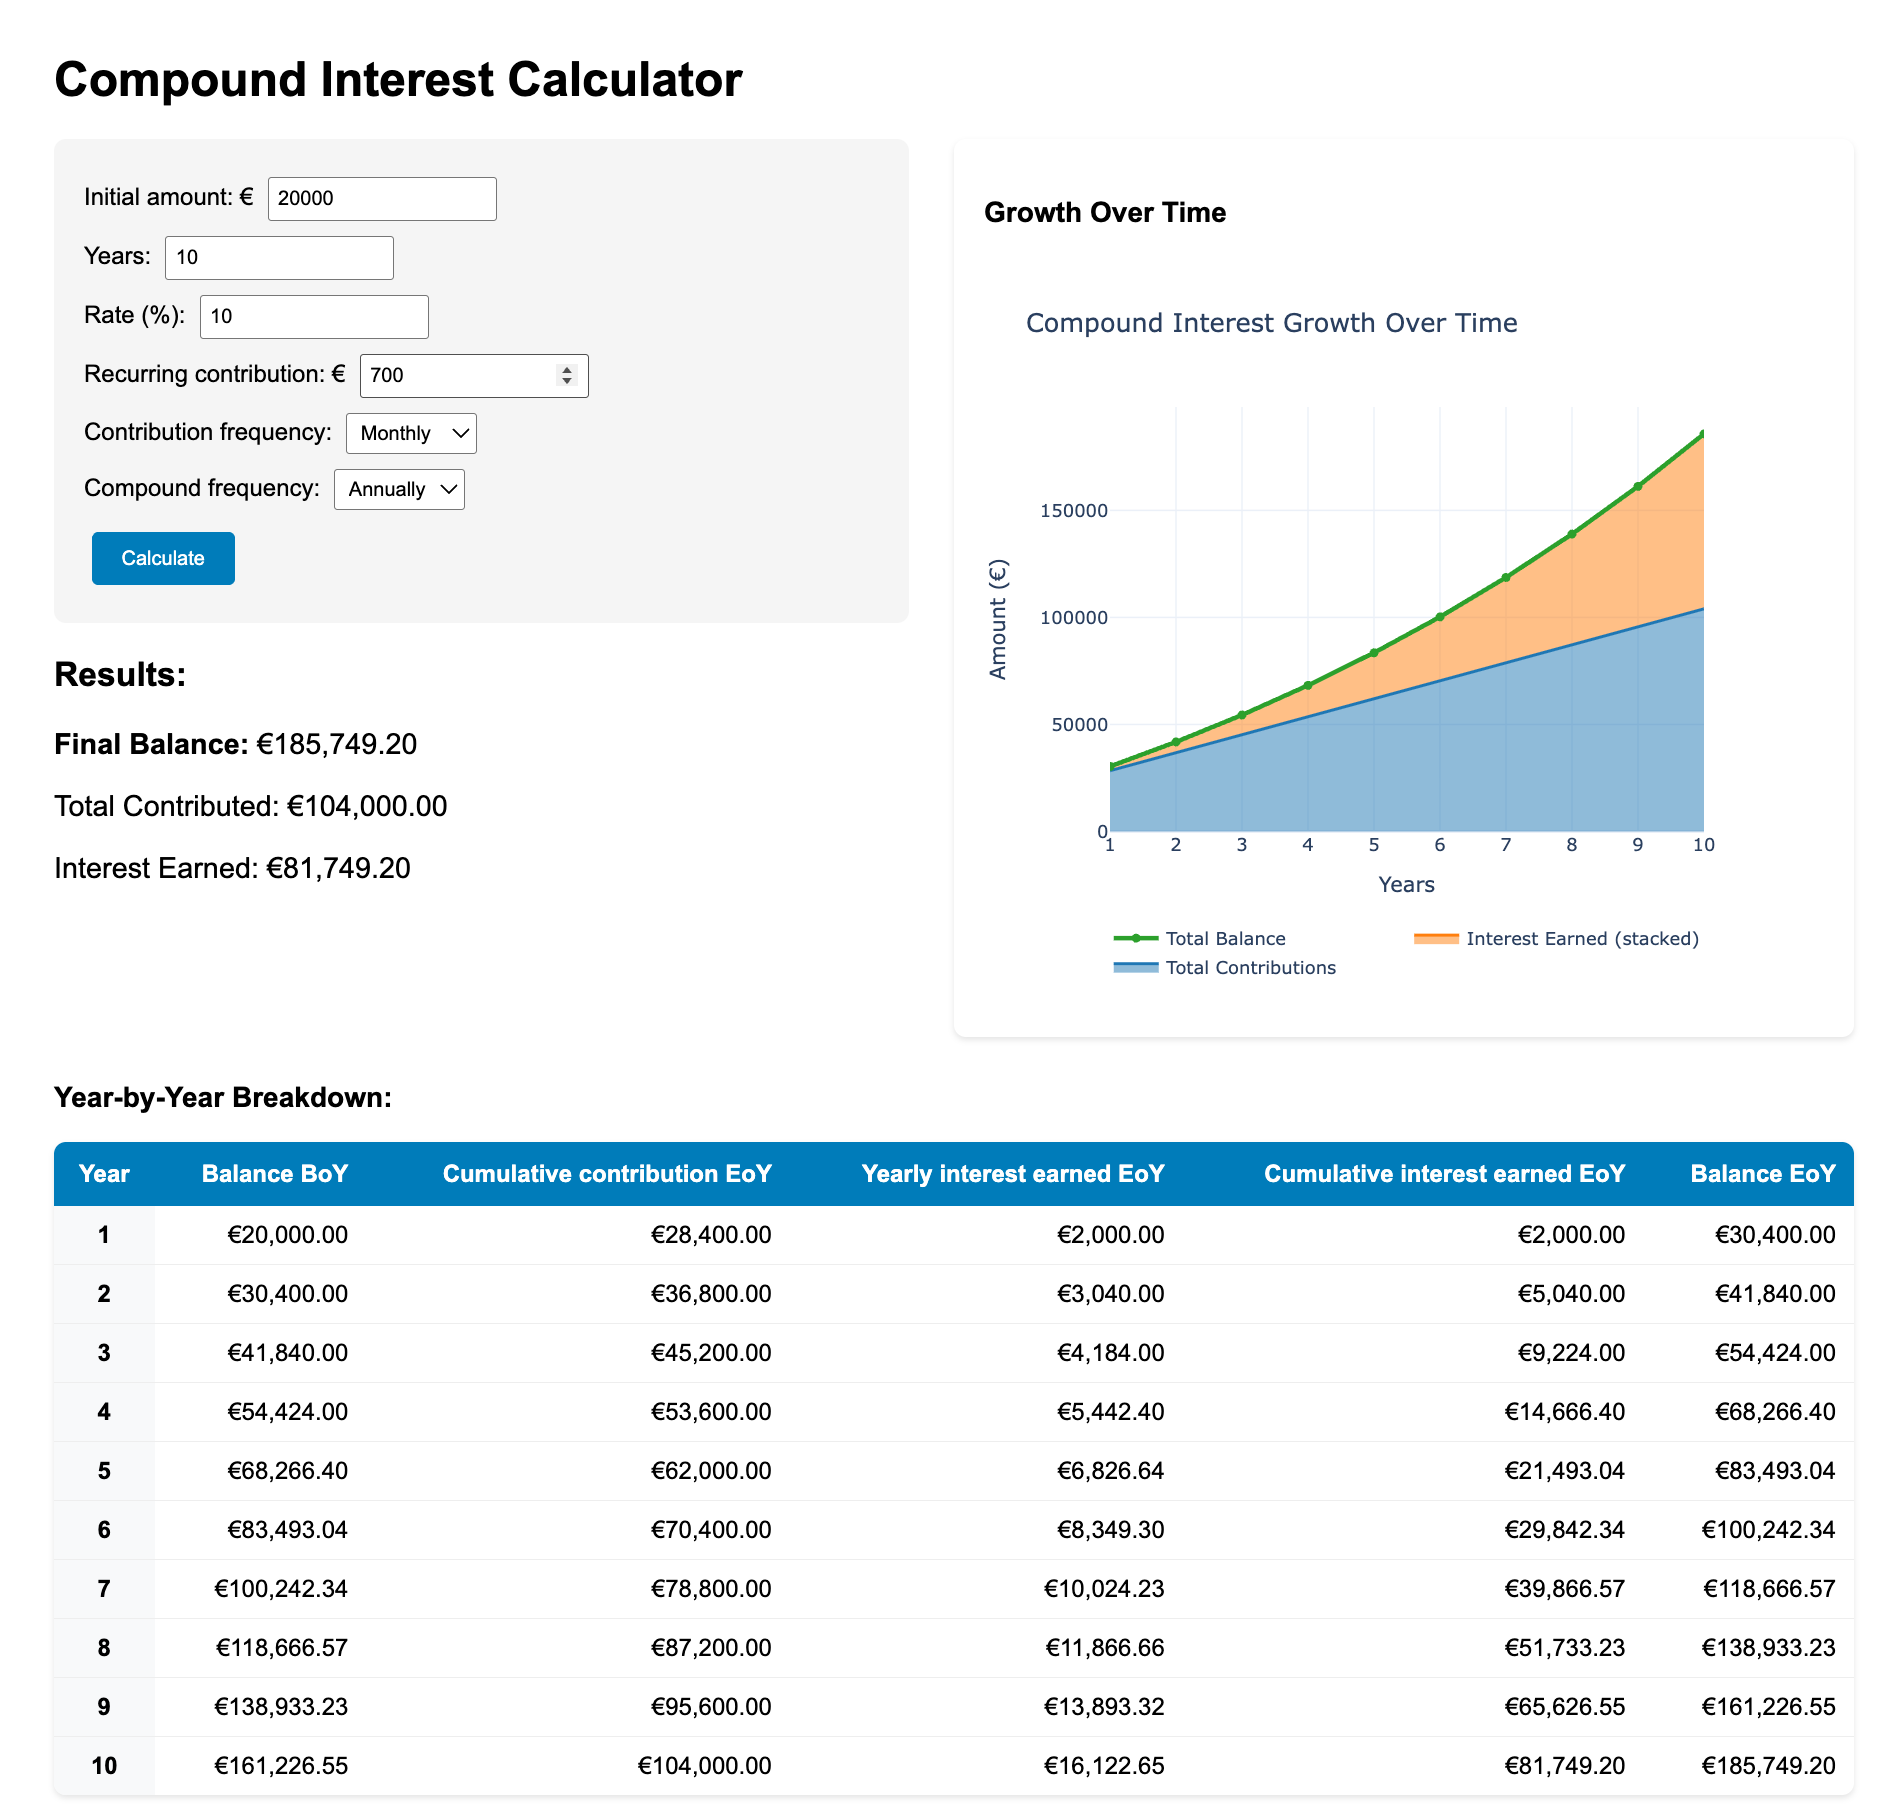 Compound Interest Calculator
Initial amount: € 20000
Years: 10
Rate (%): 10
Recurring contribution: € 700
Contribution frequency: Monthly
Compound frequency: Annually
Calculate
Results:
Final Balance: €185,749.20
Total Contributed: €104,000.00
Interest Earned: €81,749.20
Growth Over Time
Compound Interest Growth Over Time
Amount (€)
150000
100000
50000
0
1 2 3 4 5 6 7 8 9 10
Years
Total Balance Interest Earned (stacked)
Total Contributions
Year-by-Year Breakdown:
Year Balance BoY Cumulative contribution EoY Yearly interest earned EoY Cumulative interest earned EoY Balance EoY
1 €20,000.00 €28,400.00 €2,000.00 €2,000.00 €30,400.00
2 €30,400.00 €36,800.00 €3,040.00 €5,040.00 €41,840.00
3 €41,840.00 €45,200.00 €4,184.00 €9,224.00 €54,424.00
4 €54,424.00 €53,600.00 €5,442.40 €14,666.40 €68,266.40
5 €68,266.40 €62,000.00 €6,826.64 €21,493.04 €83,493.04
6 €83,493.04 €70,400.00 €8,349.30 €29,842.34 €100,242.34
7 €100,242.34 €78,800.00 €10,024.23 €39,866.57 €118,666.57
8 €118,666.57 €87,200.00 €11,866.66 €51,733.23 €138,933.23
9 €138,933.23 €95,600.00 €13,893.32 €65,626.55 €161,226.55
10 €161,226.55 €104,000.00 €16,122.65 €81,749.20 €185,749.20